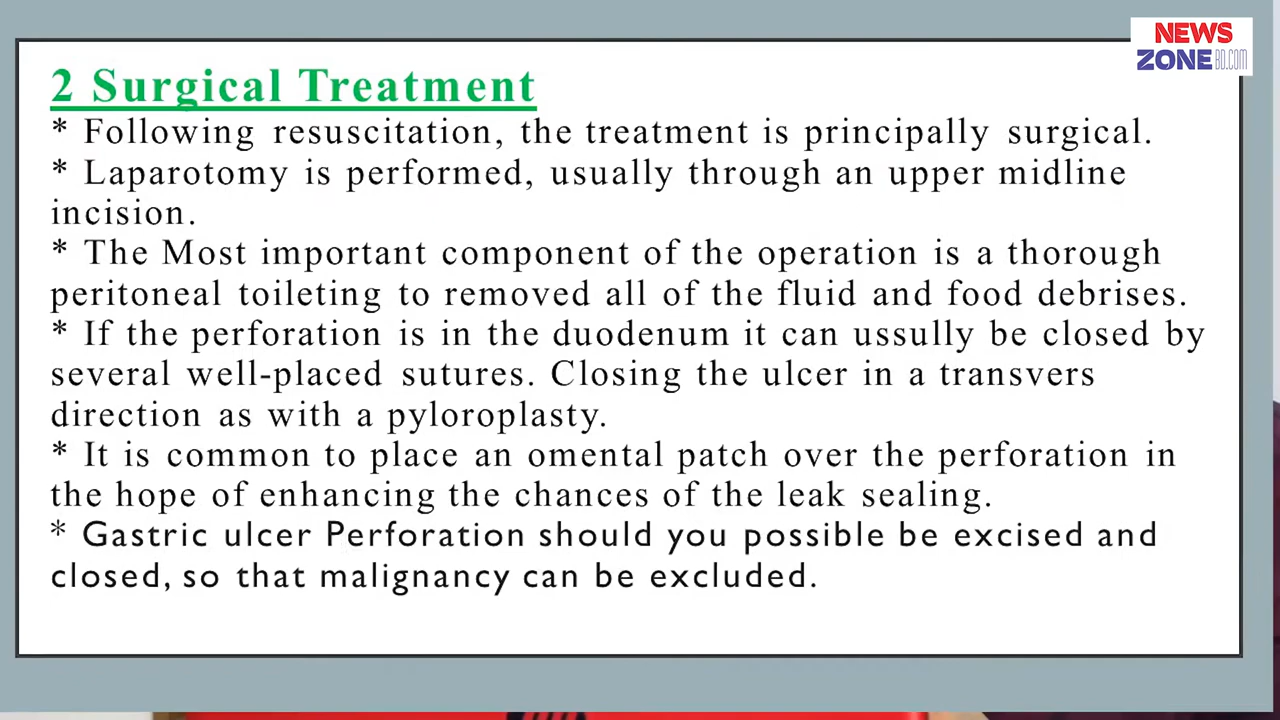 NEWS
ZONE BD.com
2 Surgical Treatment
* Following resuscitation, the treatment is principally surgical.
* Laparotomy is performed, usually through an upper midline
incision.
* The Most important component of the operation is a thorough
peritoneal toileting to removed all of the fluid and food debrises.
* If the perforation is in the duodenum it can ussully be closed by
several well-placed sutures. Closing the ulcer in a transvers
direction as with a pyloroplasty.
* It is common to place an omental patch over the perforation in
the hope of enhancing the chances of the leak sealing.
* Gastric ulcer Perforation should you possible be excised and
closed, so that malignancy can be excluded.